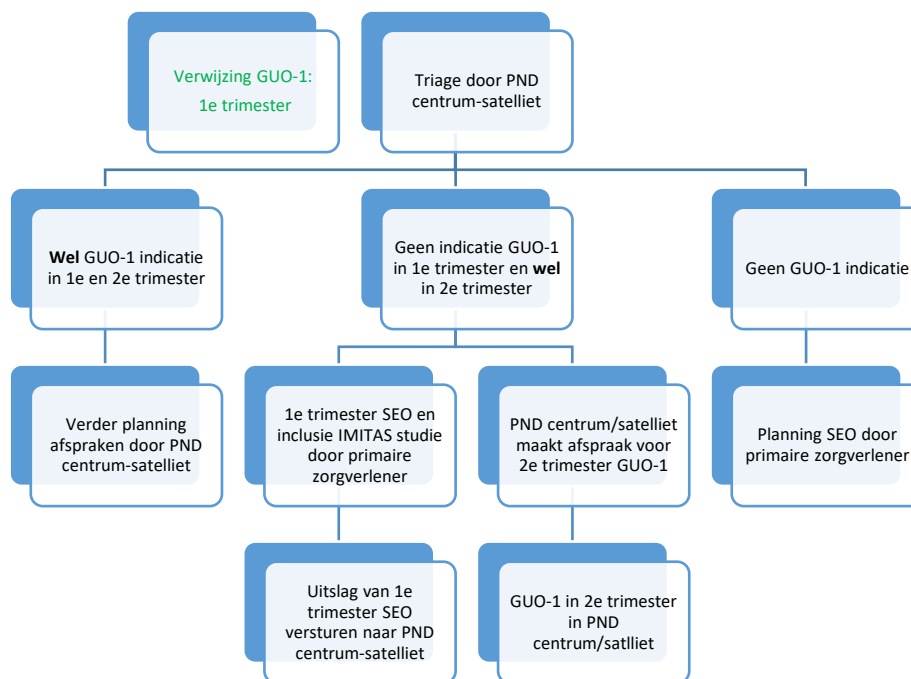 Verwijzing GUO-1:
1e trimester
Triage door PND
centrum-satelliet
Wel GUO-1 indicatie
in 1e en 2e trimester
Geen indicatie GUO-1
in 1e trimester en wel
in 2e trimester
Geen GUO-1 indicatie
Verder planning
afspraken door PND
centrum-satelliet
1e trimester SEO en
inclusie IMITAS studie
door primaire
zorgverlener
PND centrum/satelliet
maakt afspraak voor
2e trimester GUO-1
Planning SEO door
primaire zorgverlener
Uitslag van 1e
trimester SEO
versturen naar PND
centrum-satelliet
GUO-1 in 2e trimester
in PND
centrum/satlliet